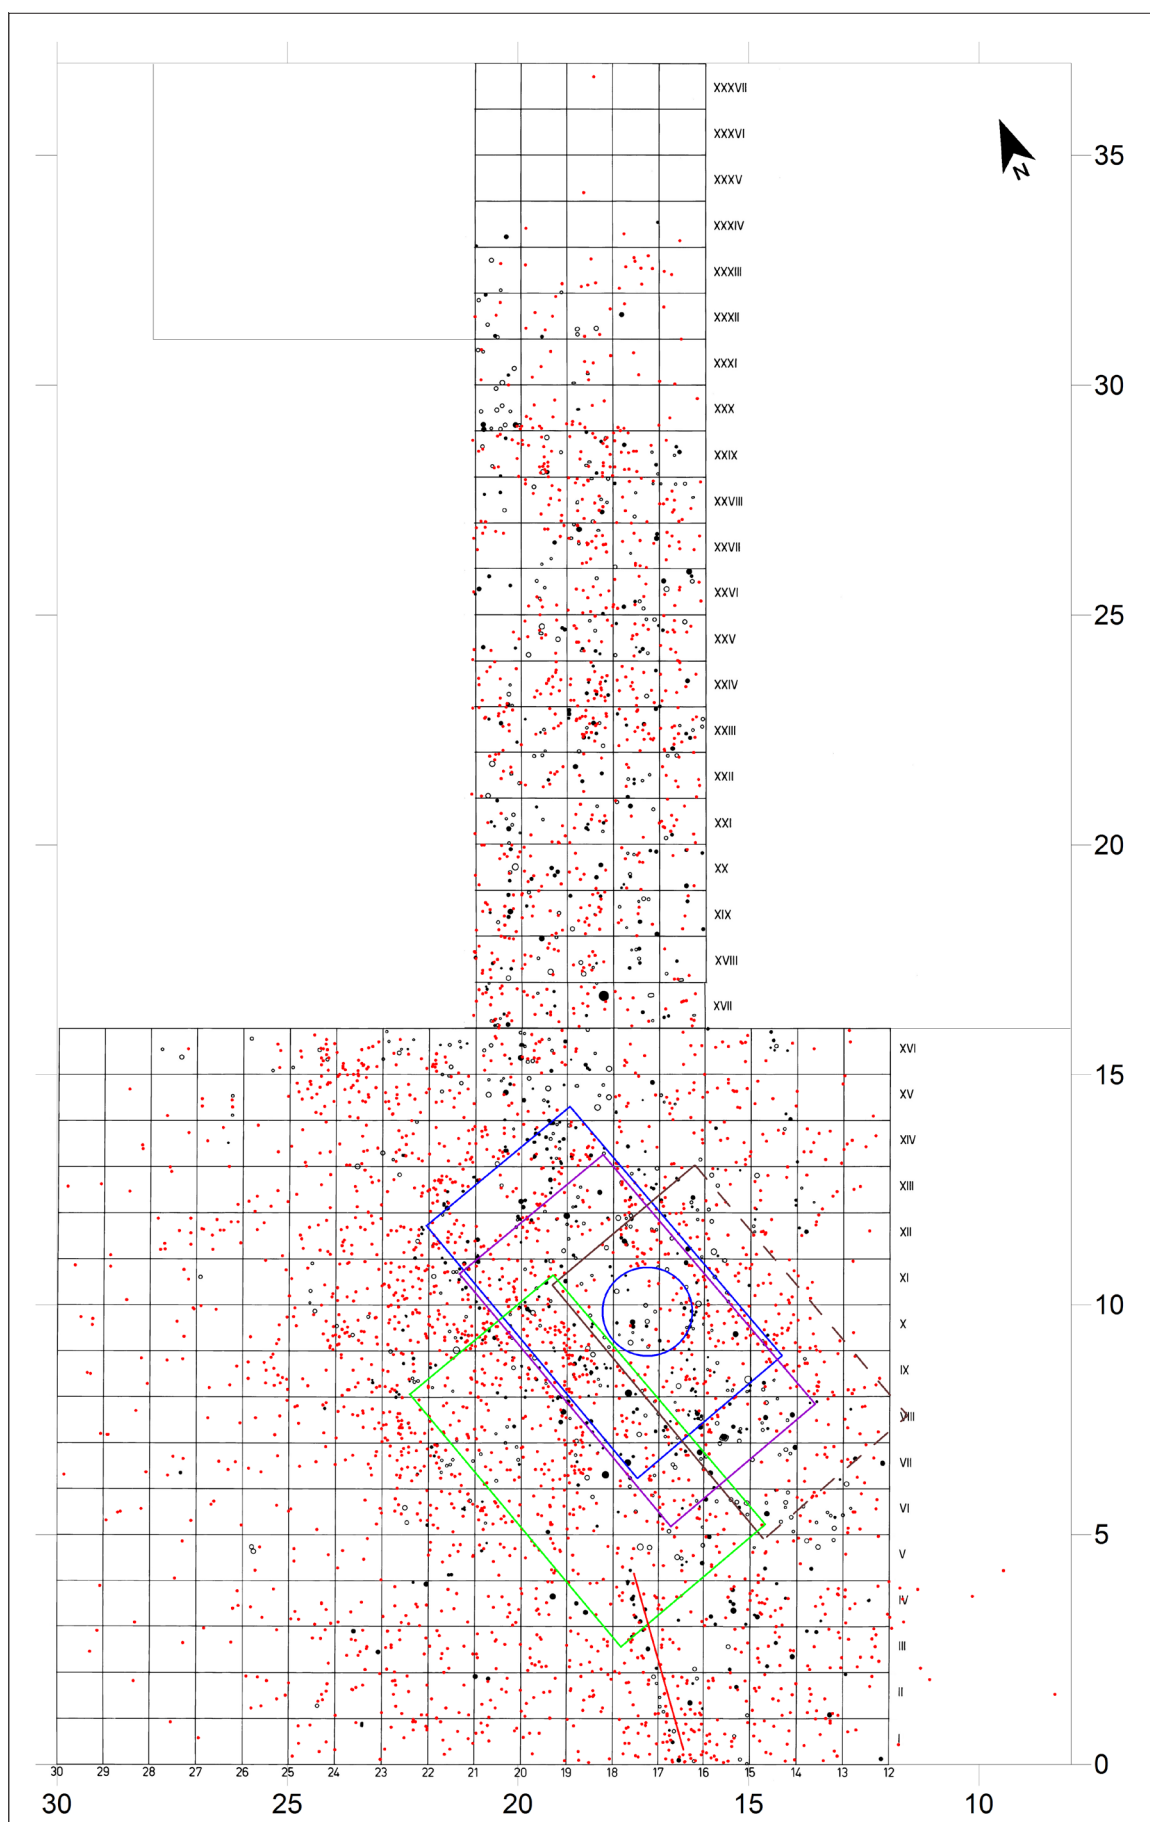 XXXVII
XXXVI
N
XXXV
35
XXXIV
XXXIII
XXXII
XXXI
30
XXX
XXIX
XXVIII
XXVII
XXVI
25
XXV
XXIV
XXIII
XXII
XXI
20
XX
XIX
XVIII
XVII
XVI
15
XV
XIV
XIII
XII
XI
10
X
IX
VIII
VII
VI
5
V
IV
III
II
I
0
30 29 28 27 26 25 24 23 22 21 20 19 18 17 16 15 14 13 12
30 25 20 15 10